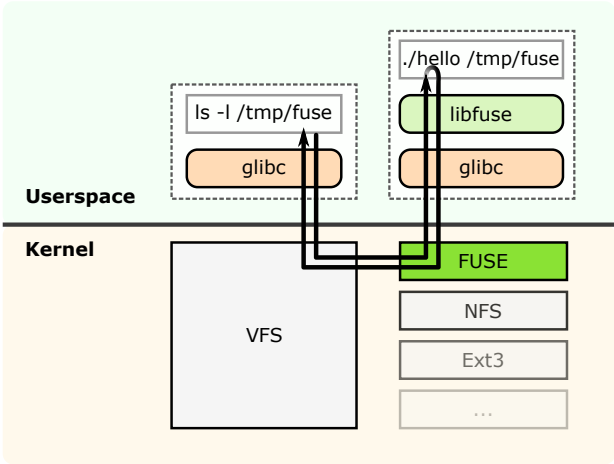 ./hello /tmp/fuse
ls -l /tmp/fuse
libfuse
glibc
glibc
Userspace
Kernel
FUSE
NFS
VFS
Ext3
...